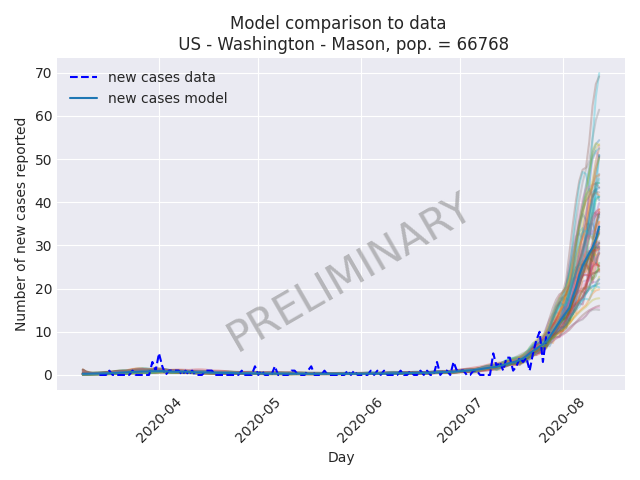 Model comparison to data
US - Washington - Mason, pop. = 66768
new cases data
new cases model
Number of new cases reported
70
60
50
40
30
20
10
0
PRELIMINARY
2020-04
2020-05
2020-06
2020-07
2020-08
Day